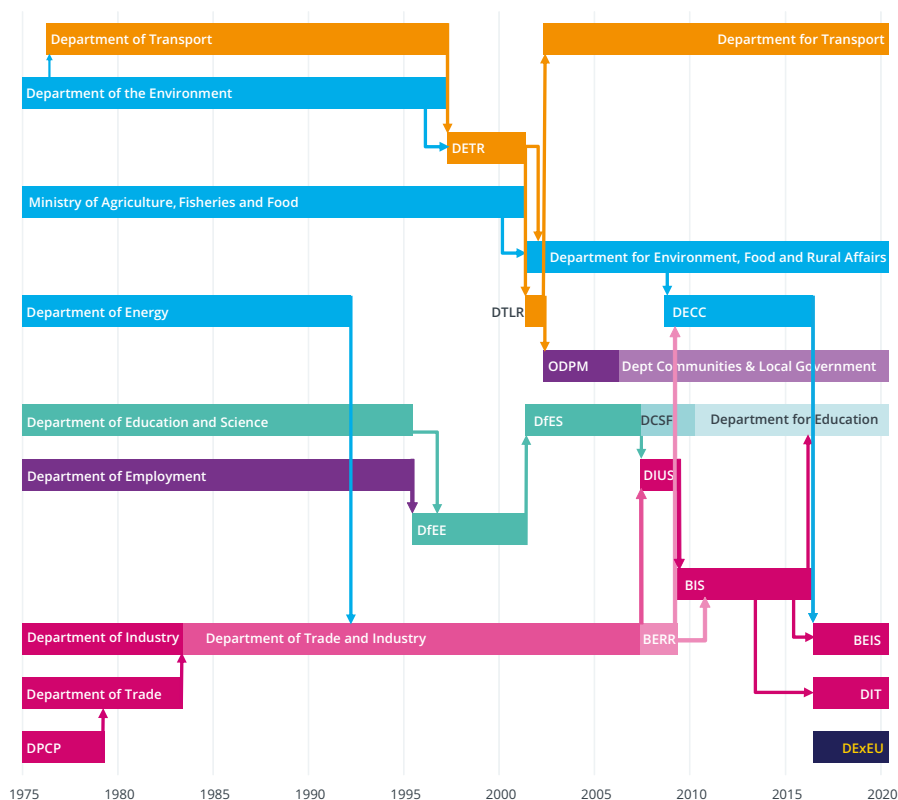 Department of Transport
Department for Transport
Department of the Environment
DETR
Ministry of Agriculture, Fisheries and Food
Department for Environment, Food and Rural Affairs
Department of Energy
DTLR
DECC
ODPM
Dept Communities & Local Government
Department of Education and Science
DfES
DCSF
Department for Education
Department of Employment
DIUS
DfEE
BIS
Department of Industry
Department of Trade and Industry
BERR
BEIS
Department of Trade
DIT
DPCP
DExEU
1975
1980
1985
1990
1995
2000
2005
2010
2015
2020